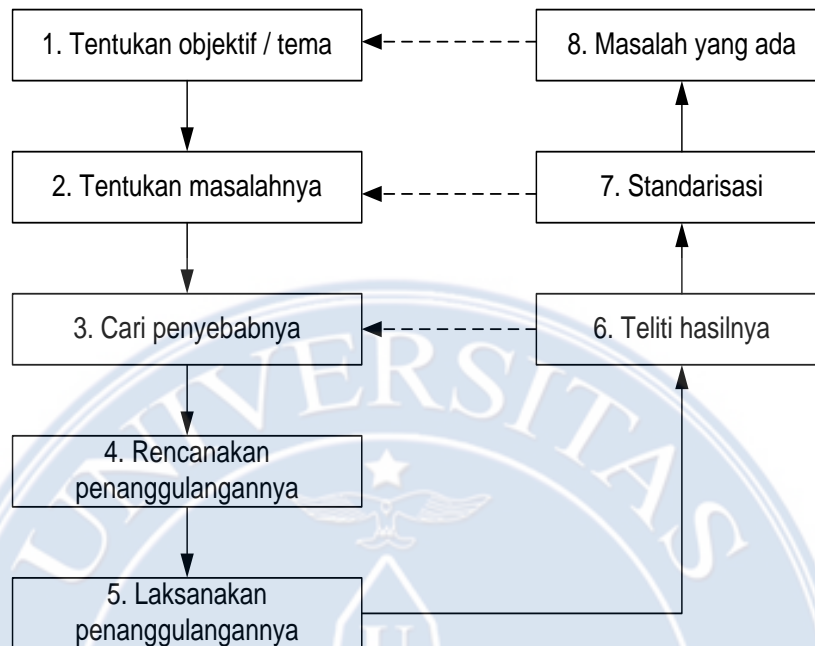 1. Tentukan objektif / tema
8. Masalah yang ada
2. Tentukan masalahnya
7. Standarisasi
3. Cari penyebabnya
6. Teliti hasilnya
4. Rencanakan
penanggulangannya
5. Laksanakan
penanggulangannya
UNIVERSITAS
U